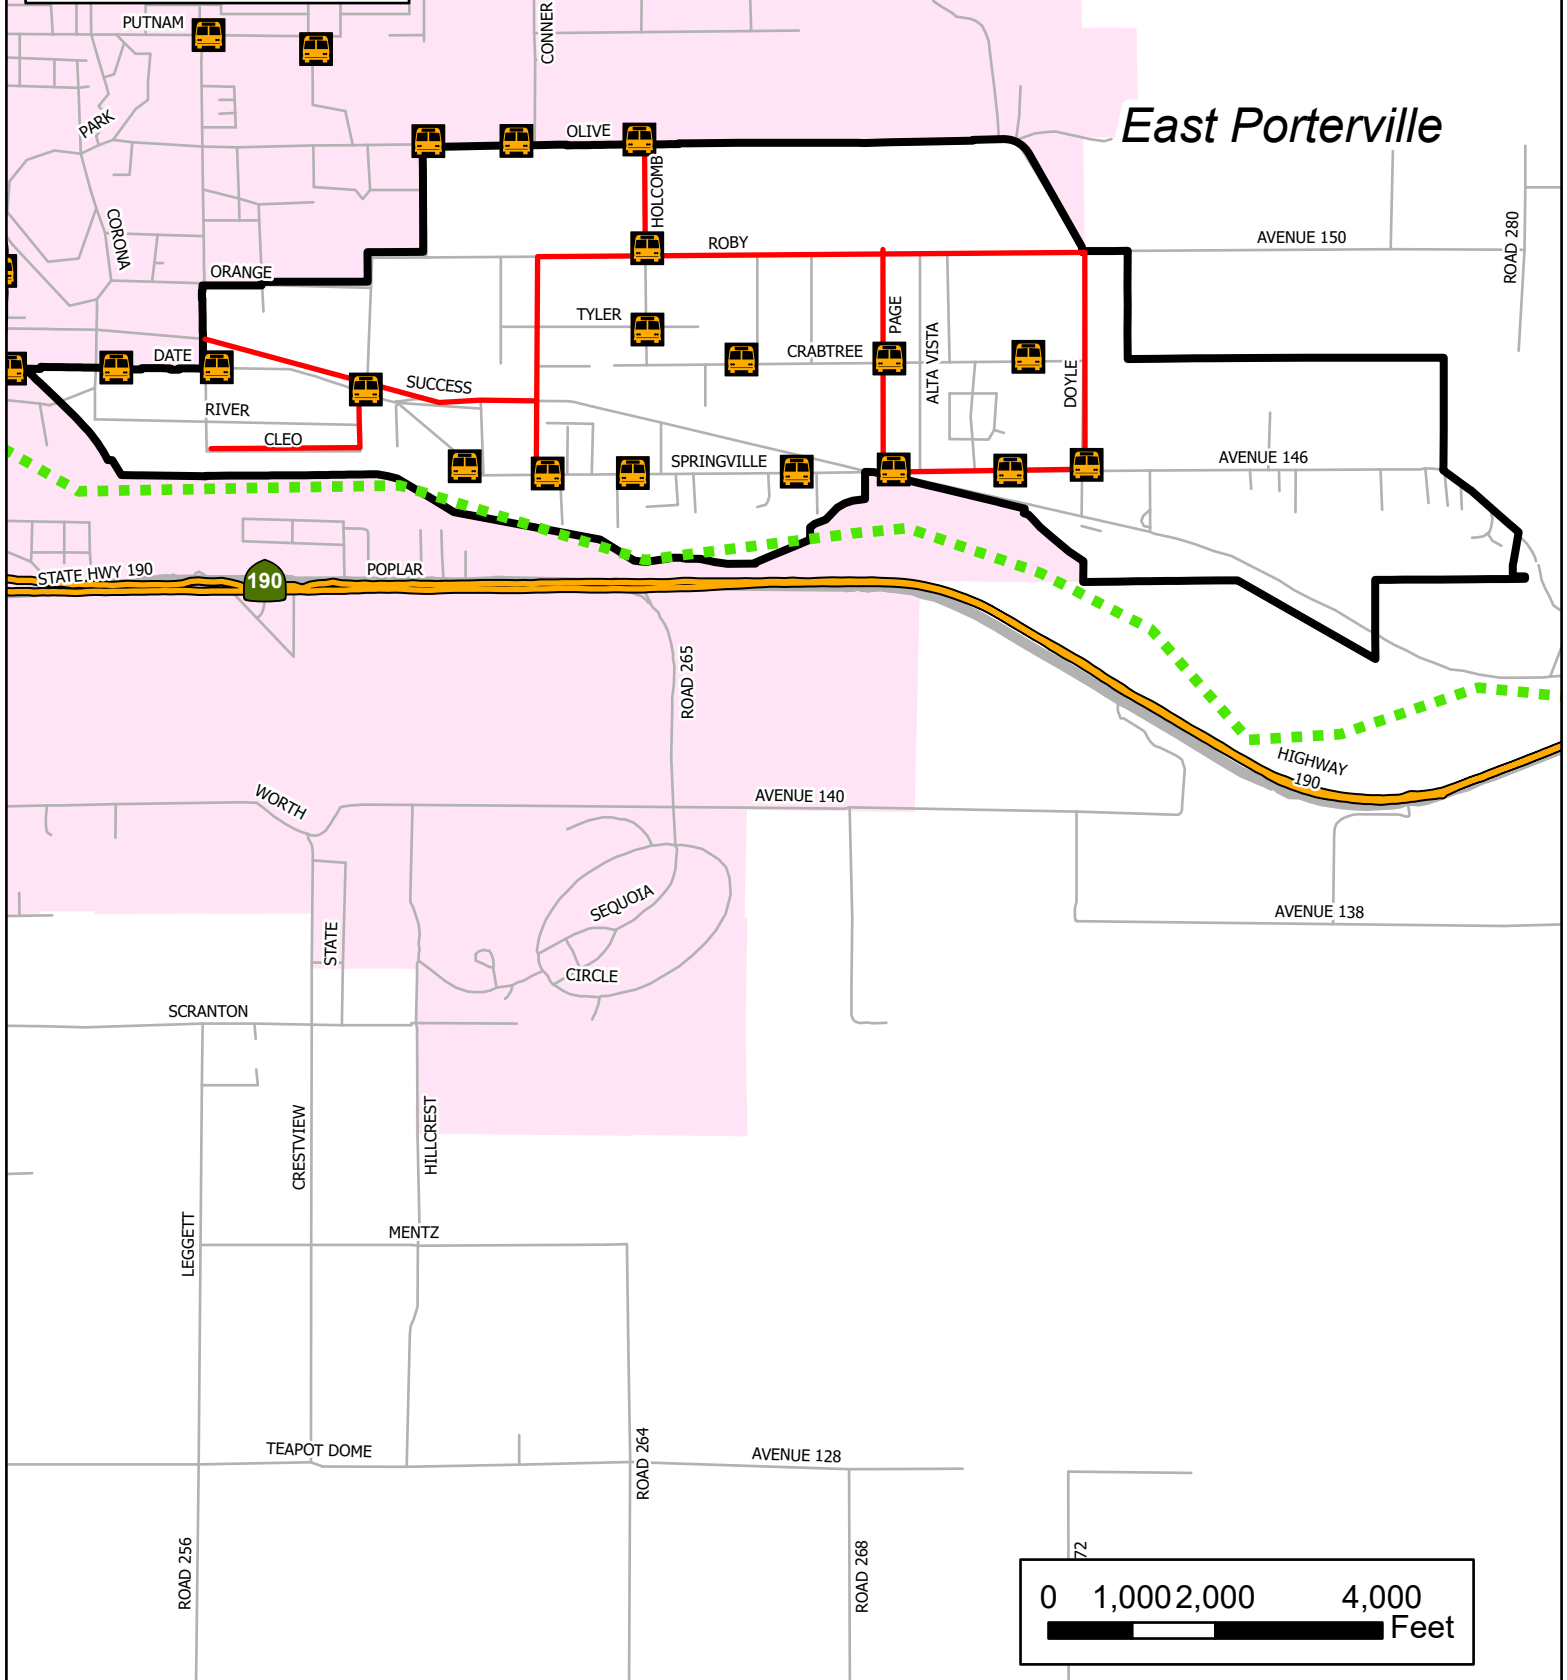 PUTNAM
CONNER
PARK
OLIVE
East Porterville
HOLCOMB
CORONA
ROBY
AVENUE 150
ROAD 280
ORANGE
TYLER
PAGE
ALTA VISTA
DATE
CRABTREE
DOYLE
SUCCESS
RIVER
CLEO
SPRINGVILLE
AVENUE 146
STATE HWY 190
190
POPLAR
ROAD 265
HIGHWAY
190
WORTH
AVENUE 140
SEQUOIA
STATE
AVENUE 138
CIRCLE
SCRANTON
CRESTVIEW
HILLCREST
LEGGETT
MENTZ
TEAPOT DOME
ROAD 264
AVENUE 128
ROAD 256
ROAD 268
72
0 1,000 2,000 4,000
Feet